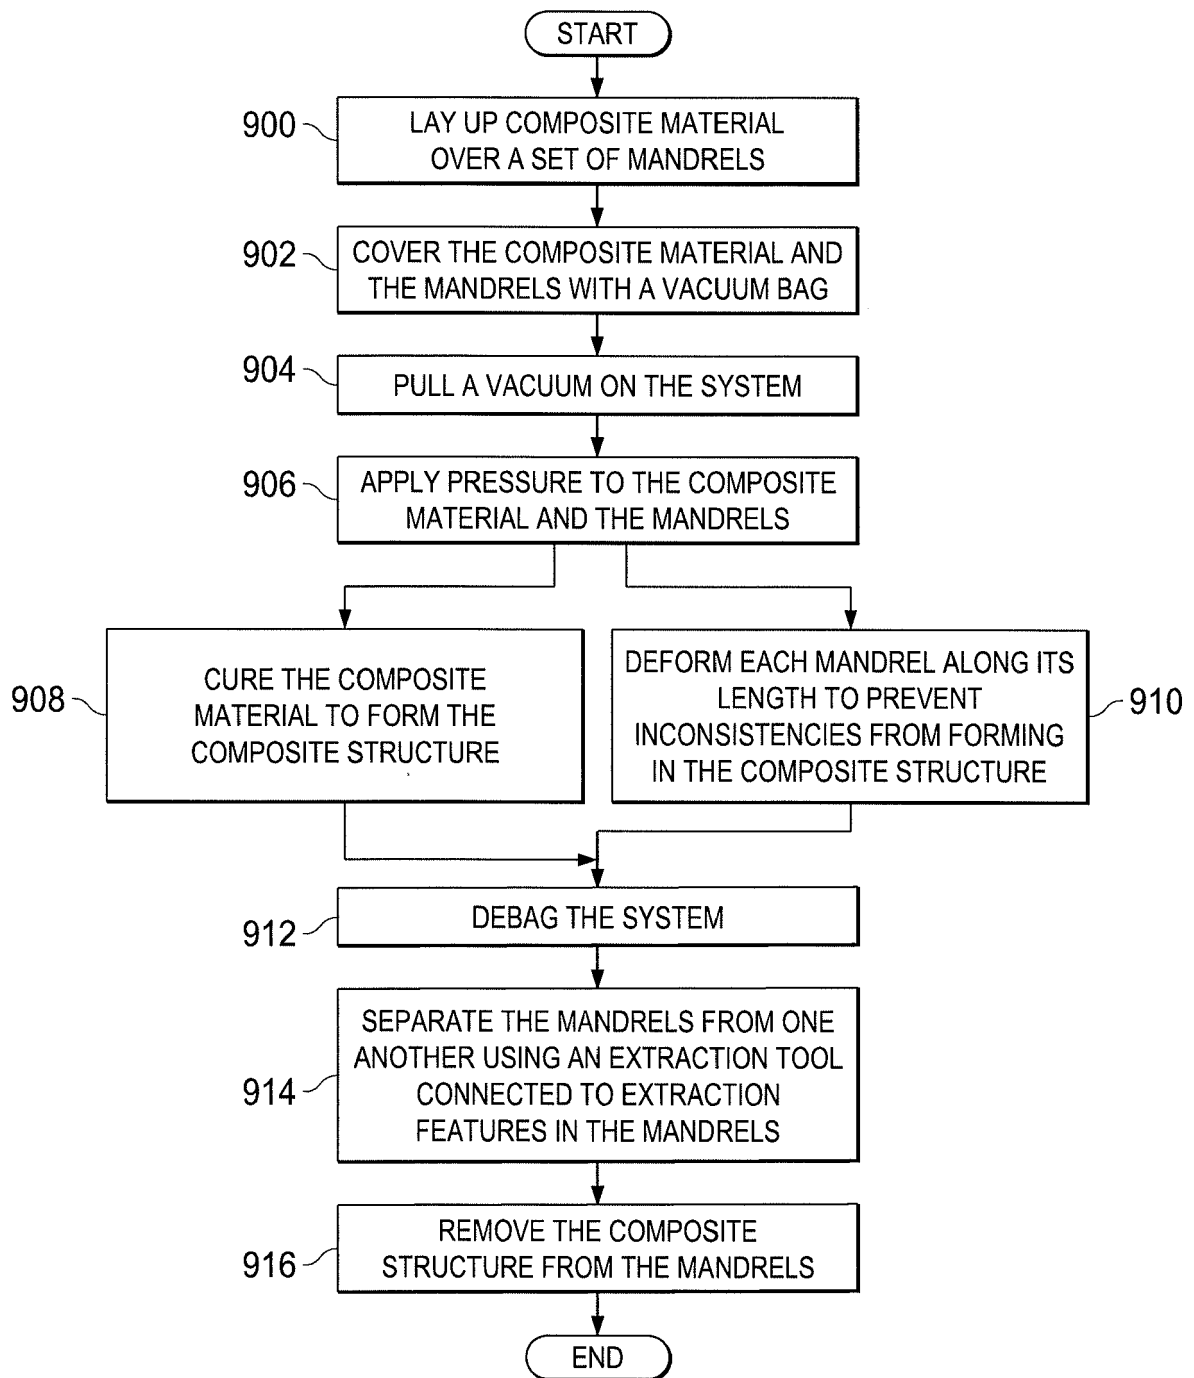 START
900
LAY UP COMPOSITE MATERIAL
OVER A SET OF MANDRELS
902
COVER THE COMPOSITE MATERIAL AND
THE MANDRELS WITH A VACUUM BAG
904
PULL A VACUUM ON THE SYSTEM
906
APPLY PRESSURE TO THE COMPOSITE
MATERIAL AND THE MANDRELS
908
CURE THE COMPOSITE
MATERIAL TO FORM THE
COMPOSITE STRUCTURE
DEFORM EACH MANDREL ALONG ITS
LENGTH TO PREVENT
INCONSISTENCIES FROM FORMING
IN THE COMPOSITE STRUCTURE
910
912
DEBAG THE SYSTEM
914
SEPARATE THE MANDRELS FROM ONE
ANOTHER USING AN EXTRACTION TOOL
CONNECTED TO EXTRACTION
FEATURES IN THE MANDRELS
916
REMOVE THE COMPOSITE
STRUCTURE FROM THE MANDRELS
END